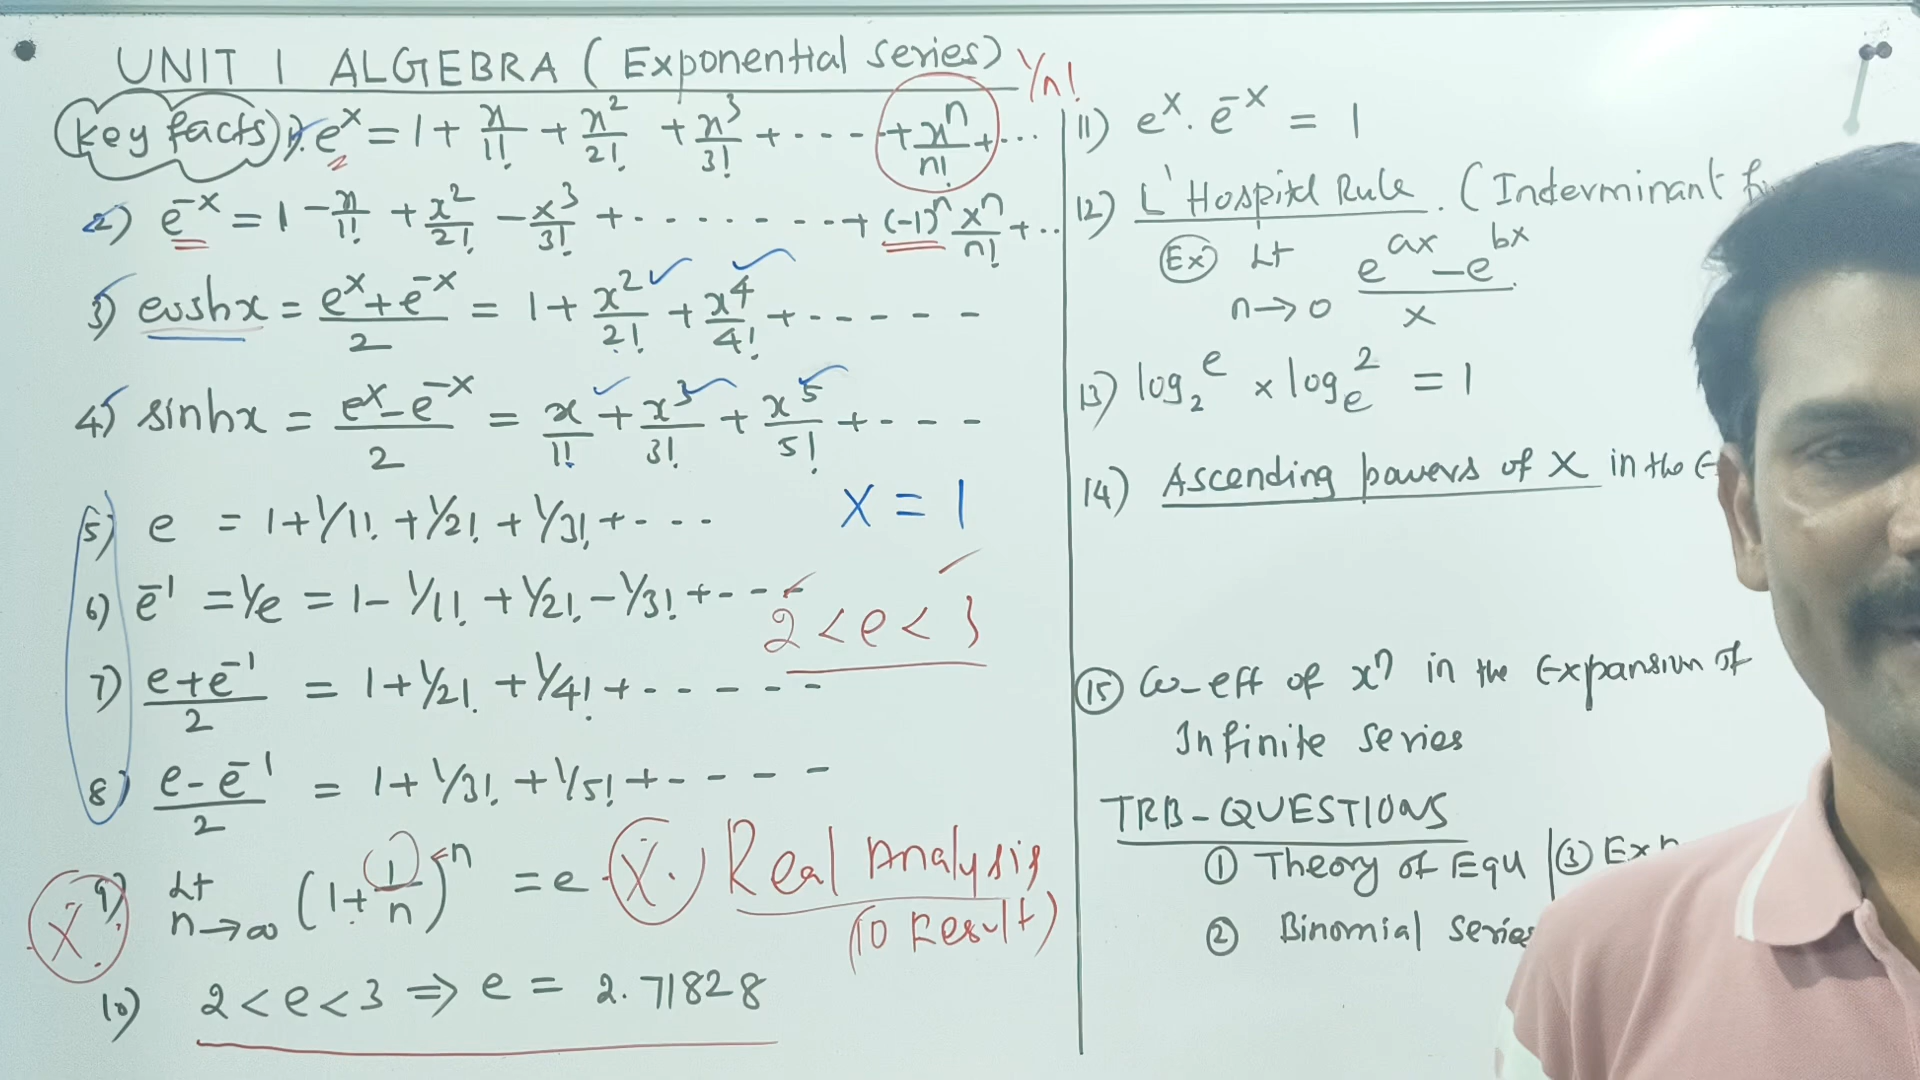 UNIT 1 ALGEBRA (Exponential series)
1/n!
Key facts 1) e^x = 1 + x/1! + x^2/2! + x^3/3! + ---- + x^n/n! + ...
2) e^-x = 1 - x/1! + x^2/2! - x^3/3! + -------- + (-1)^n x^n/n! + ...
3) coshx = (e^x + e^-x)/2 = 1 + x^2/2! + x^4/4! + -----
4) sinhx = (e^x - e^-x)/2 = x/1! + x^3/3! + x^5/5! + ---
5) e = 1 + 1/1! + 1/2! + 1/3! + ---
x = 1
6) e^-1 = 1/e = 1 - 1/1! + 1/2! - 1/3! + ---
2 < e < 3
7) (e + e^-1)/2 = 1 + 1/2! + 1/4! + -----
8) (e - e^-1)/2 = 1 + 1/3! + 1/5! + ----
9) Lt n→∞ (1 + 1/n)^n = e
X. X. Real Analysis
(10 Result)
10) 2 < e < 3 ⇒ e = 2.71828
11) e^x . e^-x = 1
12) L'Hospital Rule. (Inderminant
Ex) Lt n→0 (e^ax - e^bx)/x
13) log_2 e × log_e 2 = 1
14) Ascending powers of x in the
15) Co-eff of x^n in the Expansion of
Infinite series
TRB-QUESTIONS
① Theory of Equ | ③
② Binomial series